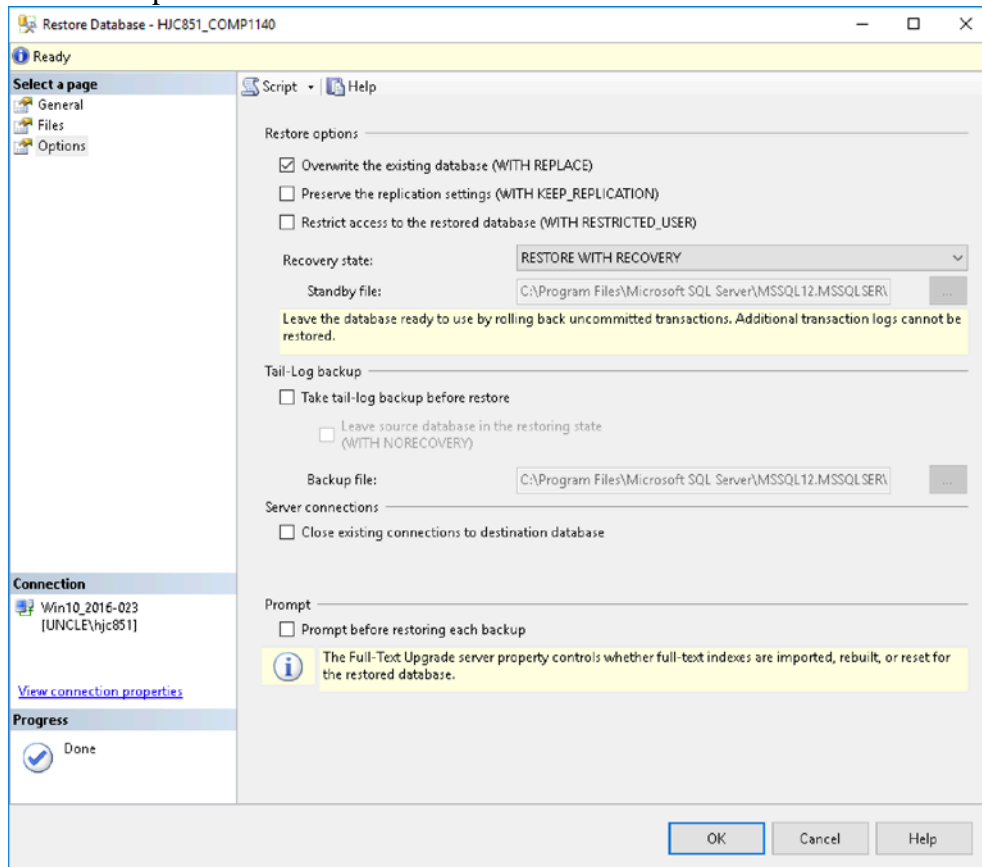 Restore Database - HJC851_COMP1140
Ready
Select a page
General
Files
Options
Script
Help
Restore options
Overwrite the existing database (WITH REPLACE)
Preserve the replication settings (WITH KEEP_REPLICATION)
Restrict access to the restored database (WITH RESTRICTED_USER)
Recovery state:
RESTORE WITH RECOVERY
Standby file:
C:\Program Files\Microsoft SQL Server\MSSQL12.MSSQLSER\
...
Leave the database ready to use by rolling back uncommitted transactions. Additional transaction logs cannot be
restored.
Tail-Log backup
Take tail-log backup before restore
Leave source database in the restoring state
(WITH NORECOVERY)
Backup file:
C:\Program Files\Microsoft SQL Server\MSSQL12.MSSQLSER\
...
Server connections
Close existing connections to destination database
Connection
Win10_2016-023
[UNCLE\hjc851]
View connection properties
Progress
Done
Prompt
Prompt before restoring each backup
The Full-Text Upgrade server property controls whether full-text indexes are imported, rebuilt, or reset for
the restored database.
OK
Cancel
Help